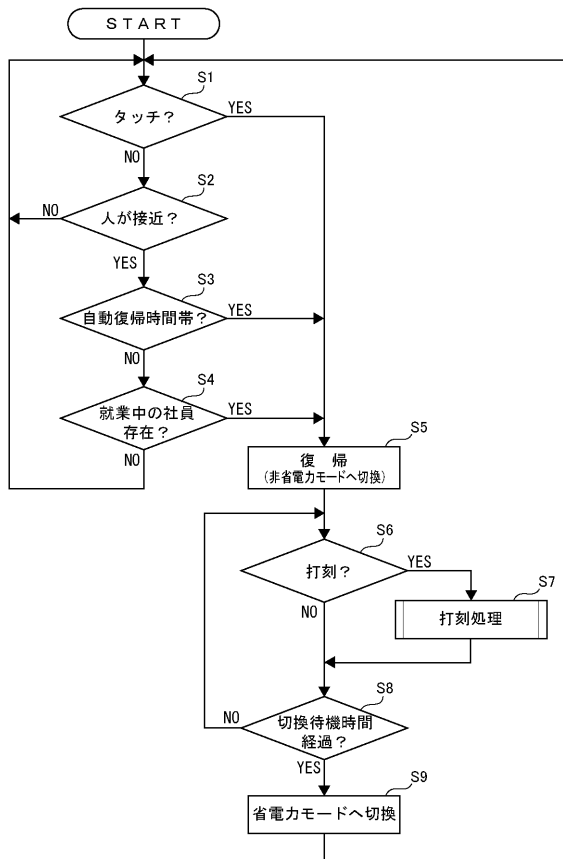 START
S1
タッチ?
YES
NO
S2
人が接近?
NO
YES
S3
自動復帰時間帯?
YES
NO
S4
就業中の社員
存在?
YES
NO
S5
復 帰
(非省電力モードへ切換)
S6
打刻?
YES
NO
S7
打刻処理
S8
切換待機時間
経過?
NO
YES
S9
省電力モードへ切換